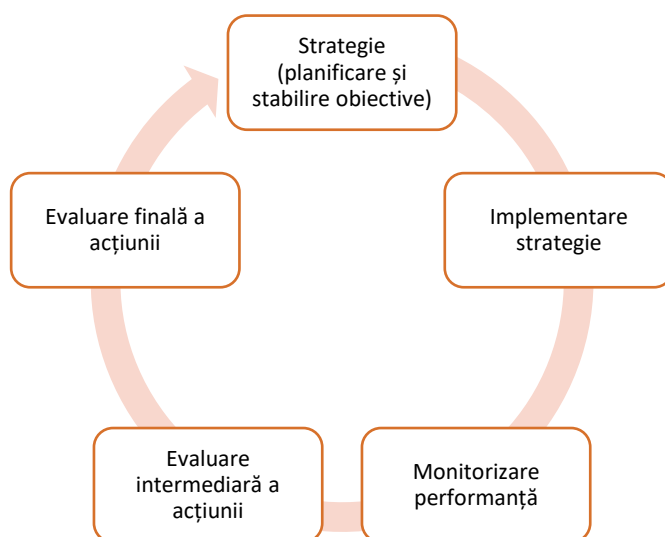 Strategie
(planificare și
stabilire obiective)
Implementare
strategie
Monitorizare
performanță
Evaluare
intermediară a
acțiunii
Evaluare finală a
acțiunii